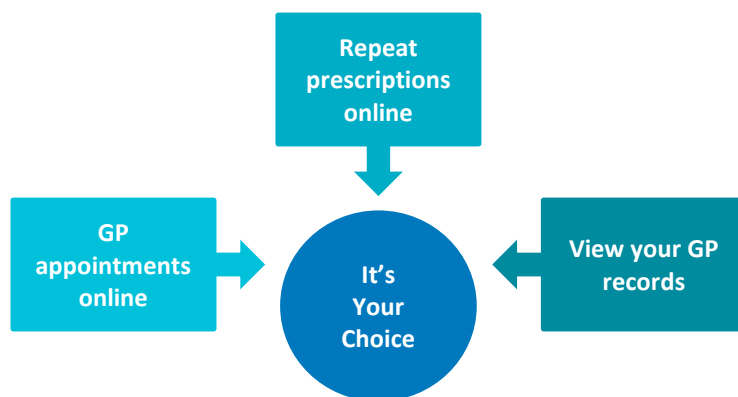 Repeat
prescriptions
online
GP
appointments
online
It’s
Your
Choice
View your GP
records